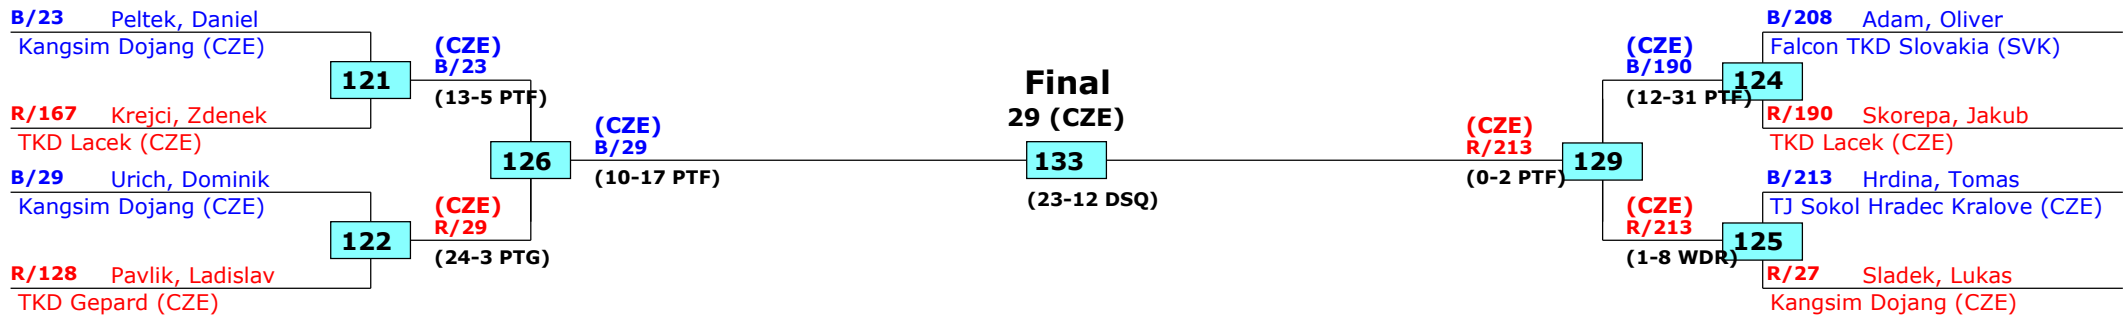 B/23 Peltek, Daniel
Kangsim Dojang (CZE)
121
R/167 Krejci, Zdenek
TKD Lacek (CZE)
(CZE)
B/23
(13-5 PTF)
B/29 Urich, Dominik
Kangsim Dojang (CZE)
122
R/128 Pavlik, Ladislav
TKD Gepard (CZE)
(CZE)
R/29
(24-3 PTG)
126
(CZE)
B/29
(10-17 PTF)
Final
29 (CZE)
133
(23-12 DSQ)
(CZE)
R/213
(0-2 PTF)
129
(CZE)
B/190
(12-31 PTF)
124
B/208 Adam, Oliver
Falcon TKD Slovakia (SVK)
R/190 Skorepa, Jakub
TKD Lacek (CZE)
(CZE)
R/213
(1-8 WDR)
125
B/213 Hrdina, Tomas
TJ Sokol Hradec Kralove (CZE)
R/27 Sladek, Lukas
Kangsim Dojang (CZE)